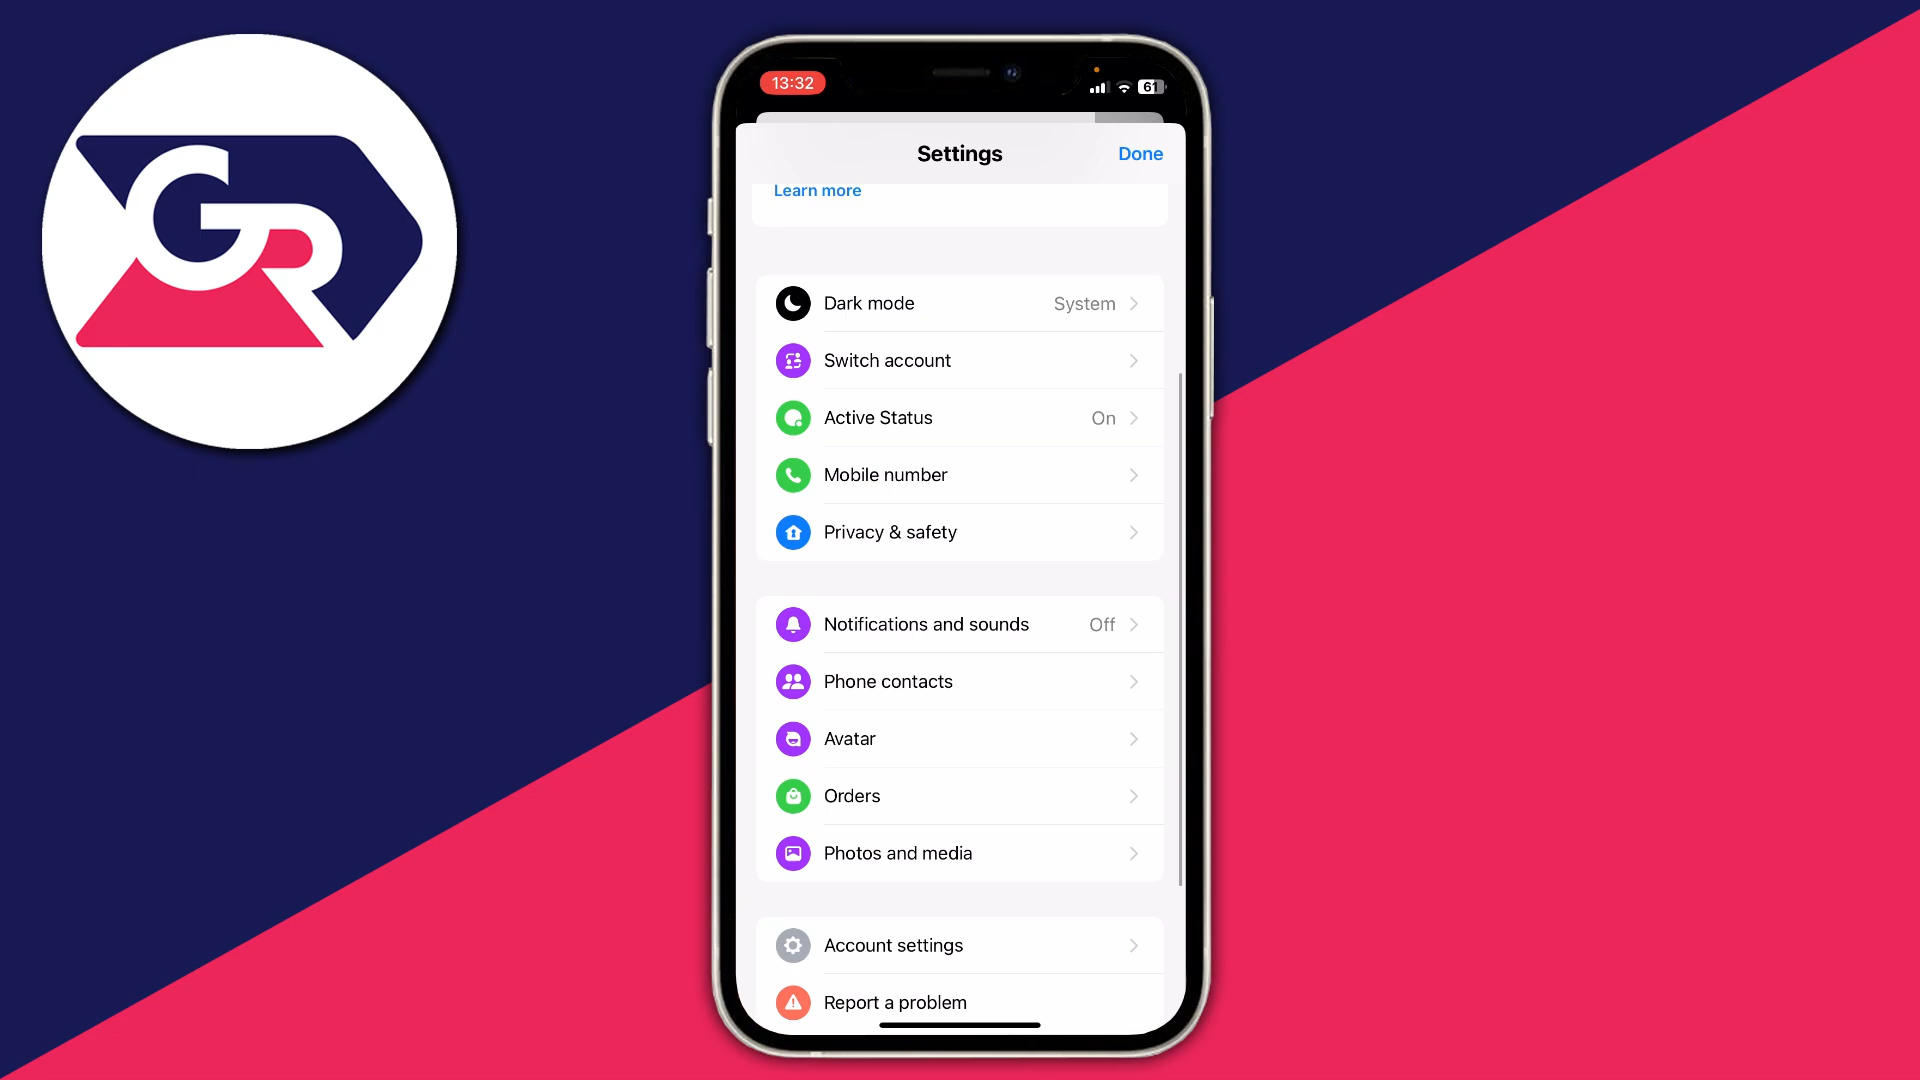 GR
13:32
61
Settings
Done
Learn more
Dark mode
System
Switch account
Active Status
On
Mobile number
Privacy & safety
Notifications and sounds
Off
Phone contacts
Avatar
Orders
Photos and media
Account settings
Report a problem